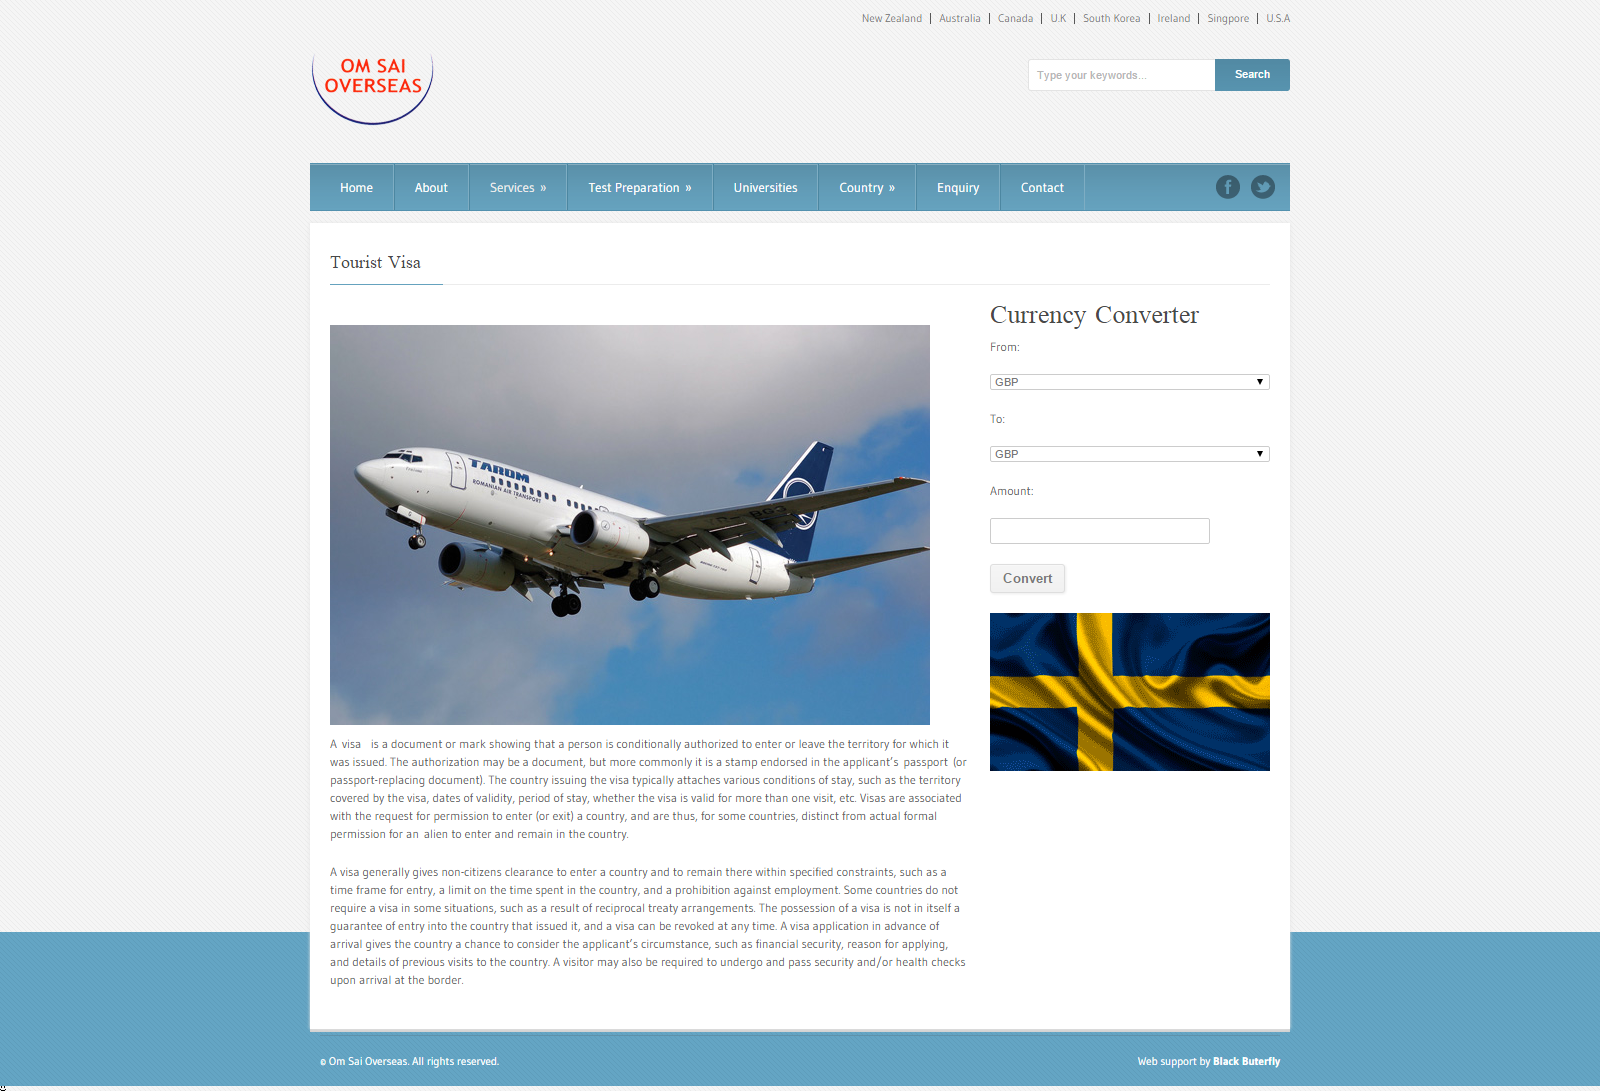 New Zealand
Australia
Canada
U.K
South Korea
Ireland
Singpore
U.S.A
OM SAI
OVERSEAS
Type your keywords...
Search
Home
About
Services »
Test Preparation »
Universities
Country »
Enquiry
Contact
Tourist Visa
TAROM
ROMANIAN AIR TRANSPORT
A visa is a document or mark showing that a person is conditionally authorized to enter or leave the territory for which it
was issued. The authorization may be a document, but more commonly it is a stamp endorsed in the applicant's passport (or
passport-replacing document). The country issuing the visa typically attaches various conditions of stay, such as the territory
covered by the visa, dates of validity, period of stay, whether the visa is valid for more than one visit, etc. Visas are associated
with the request for permission to enter (or exit) a country, and are thus, for some countries, distinct from actual formal
permission for an alien to enter and remain in the country.
A visa generally gives non-citizens clearance to enter a country and to remain there within specified constraints, such as a
time frame for entry, a limit on the time spent in the country, and a prohibition against employment. Some countries do not
require a visa in some situations, such as a result of reciprocal treaty arrangements. The possession of a visa is not in itself a
guarantee of entry into the country that issued it, and a visa can be revoked at any time. A visa application in advance of
arrival gives the country a chance to consider the applicant's circumstance, such as financial security, reason for applying,
and details of previous visits to the country. A visitor may also be required to undergo and pass security and/or health checks
upon arrival at the border.
Currency Converter
From:
GBP
To:
GBP
Amount:
Convert
© Om Sai Overseas. All rights reserved.
Web support by Black Buterfly